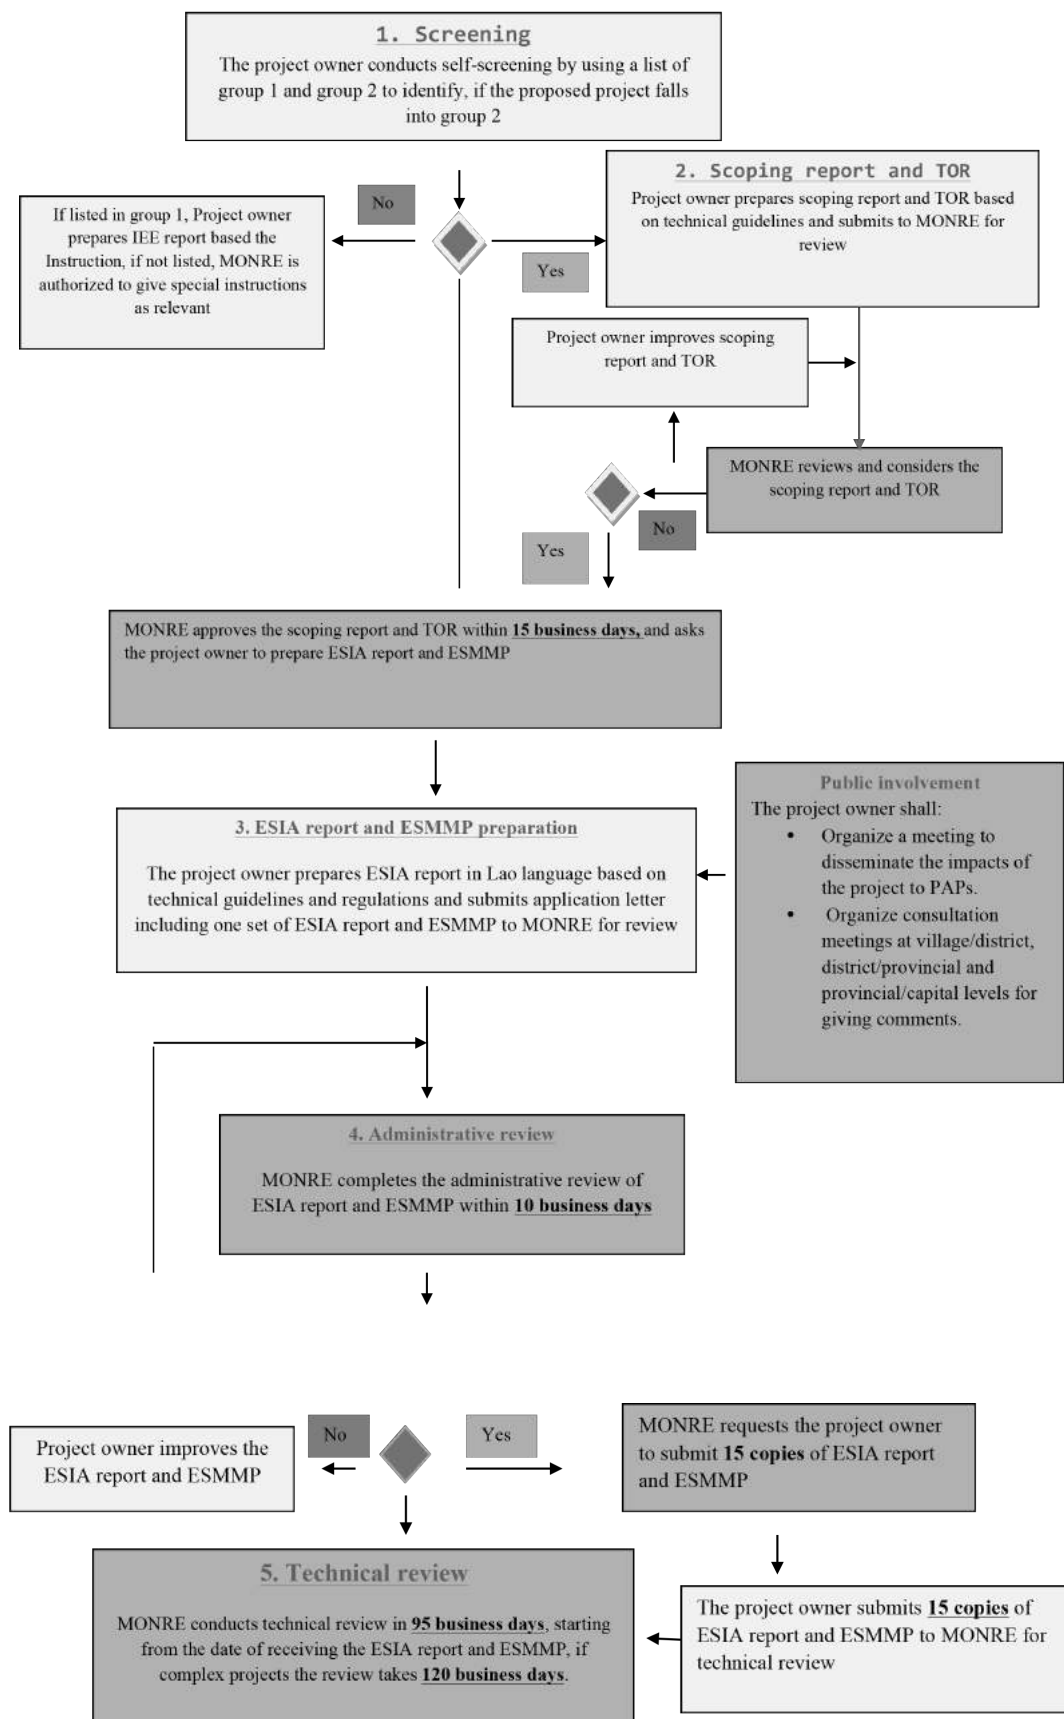 1. Screening
The project owner conducts self-screening by using a list of
group 1 and group 2 to identify, if the proposed project falls
into group 2
No
If listed in group 1, Project owner
prepares IEE report based the
Instruction, if not listed, MONRE is
authorized to give special instructions
as relevant
Yes
2. Scoping report and TOR
Project owner prepares scoping report and TOR based
on technical guidelines and submits to MONRE for
review
Project owner improves scoping
report and TOR
MONRE reviews and considers the
scoping report and TOR
No
Yes
MONRE approves the scoping report and TOR within 15 business days, and asks
the project owner to prepare ESIA report and ESMMP
3. ESIA report and ESMMP preparation
The project owner prepares ESIA report in Lao language based on
technical guidelines and regulations and submits application letter
including one set of ESIA report and ESMMP to MONRE for review
Public involvement
The project owner shall:
• Organize a meeting to
disseminate the impacts of
the project to PAPs.
• Organize consultation
meetings at village/district,
district/provincial and
provincial/capital levels for
giving comments.
4. Administrative review
MONRE completes the administrative review of
ESIA report and ESMMP within 10 business days
No
Yes
Project owner improves the
ESIA report and ESMMP
MONRE requests the project owner
to submit 15 copies of ESIA report
and ESMMP
5. Technical review
MONRE conducts technical review in 95 business days, starting
from the date of receiving the ESIA report and ESMMP, if
complex projects the review takes 120 business days.
The project owner submits 15 copies of
ESIA report and ESMMP to MONRE for
technical review